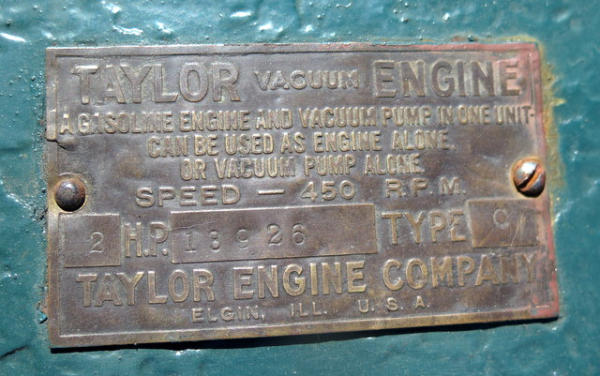 TAYLOR VACUUM ENGINE
A GASOLINE ENGINE AND VACUUM PUMP IN ONE UNIT-
CAN BE USED AS ENGINE ALONE,
OR VACUUM PUMP ALONE.
SPEED — 450 R.P.M.
2 H.P. 13926 TYPE C
TAYLOR ENGINE COMPANY
ELGIN, ILL. U.S.A.